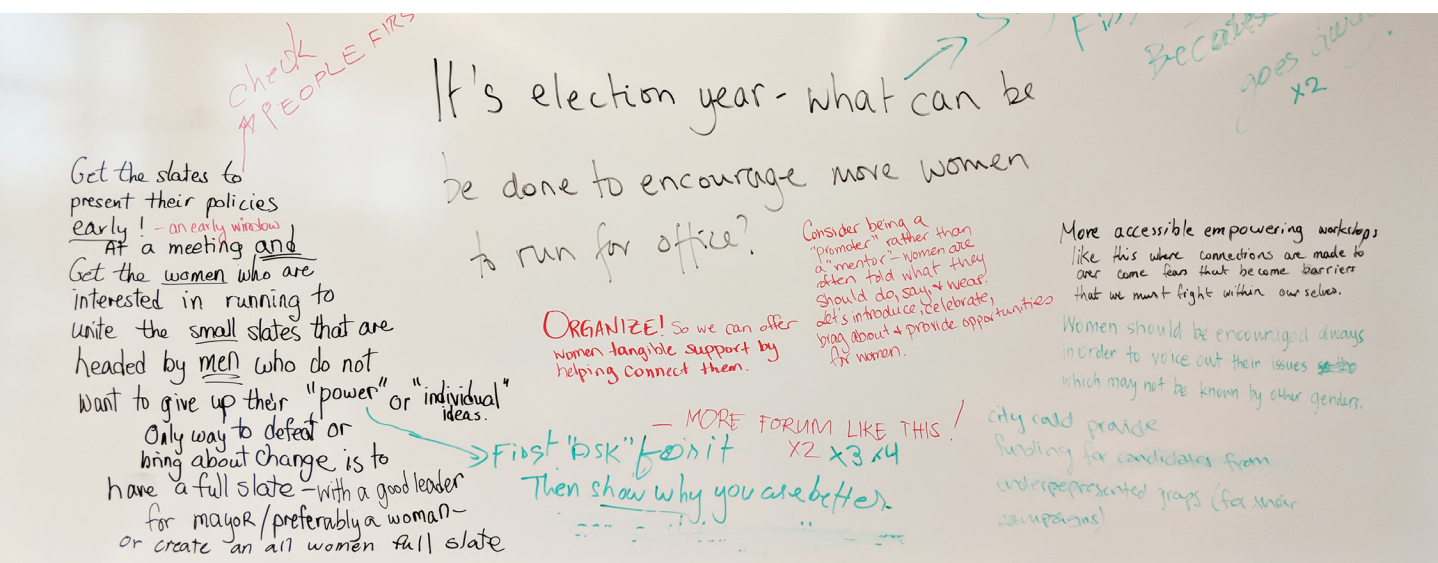 check
PEOPLE FIRS
It's election year - what can be
be done to encourage more women
to run for office?
goes away.
x2
Get the slates to
present their policies
early! - an early window
At a meeting and
Get the women who are
interested in running to
unite the small slates that are
headed by men who do not
want to give up their "power" or "individual
ideas.
Only way to defeat or
bring about change is to
have a full slate - with a good leader
for mayor/preferably a woman -
or create an all women full slate
ORGANIZE! So we can offer
women tangible support by
helping connect them.
Consider being a
"promoter" rather than
a "mentor" - women are
often told what they
should do, say, & wear.
Let's introduce, celebrate,
brag about & provide opportunities
for women.
- MORE FORUM LIKE THIS!
x2 x3 x4
First "ask" for it
Then show why you are better.
More accessible empowering workshops
like this where connections are made to
over come fears that become barriers
that we must fight within our selves.
Women should be encouraged always
in order to voice out their issues
which may not be known by other genders.
City could provide
funding for candidates from
underrepresented groups (for their
campaigns)